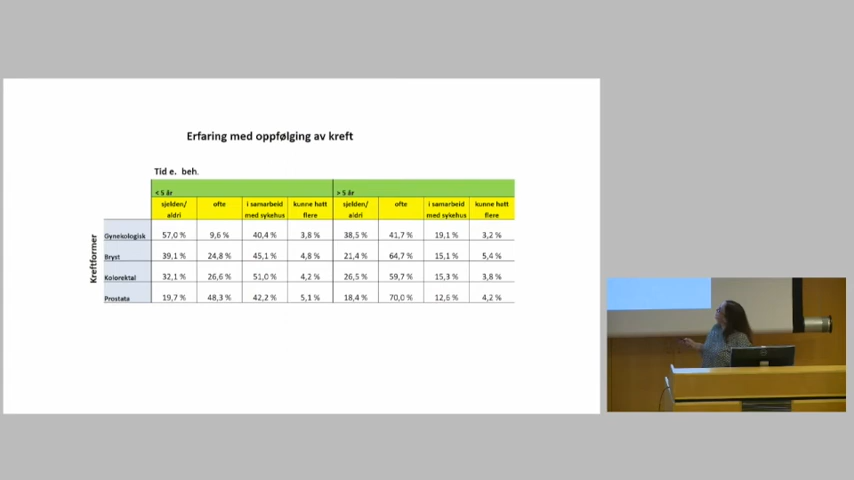 Erfaring med oppfølging av kreft
Tid e. beh.
< 5 år > 5 år
sjelden/ aldri ofte i samarbeid med sykehus kunne hatt flere sjelden/ aldri ofte i samarbeid med sykehus kunne hatt flere
Kreftformer
Gynekologisk 57,0 % 9,6 % 40,4 % 3,8 % 38,5 % 41,7 % 19,1 % 3,2 %
Bryst 39,1 % 24,8 % 45,1 % 4,8 % 21,4 % 64,7 % 15,1 % 5,4 %
Kolorektal 32,1 % 26,6 % 51,0 % 4,2 % 26,5 % 59,7 % 15,3 % 3,8 %
Prostata 19,7 % 48,3 % 42,2 % 5,1 % 18,4 % 70,0 % 12,6 % 4,2 %